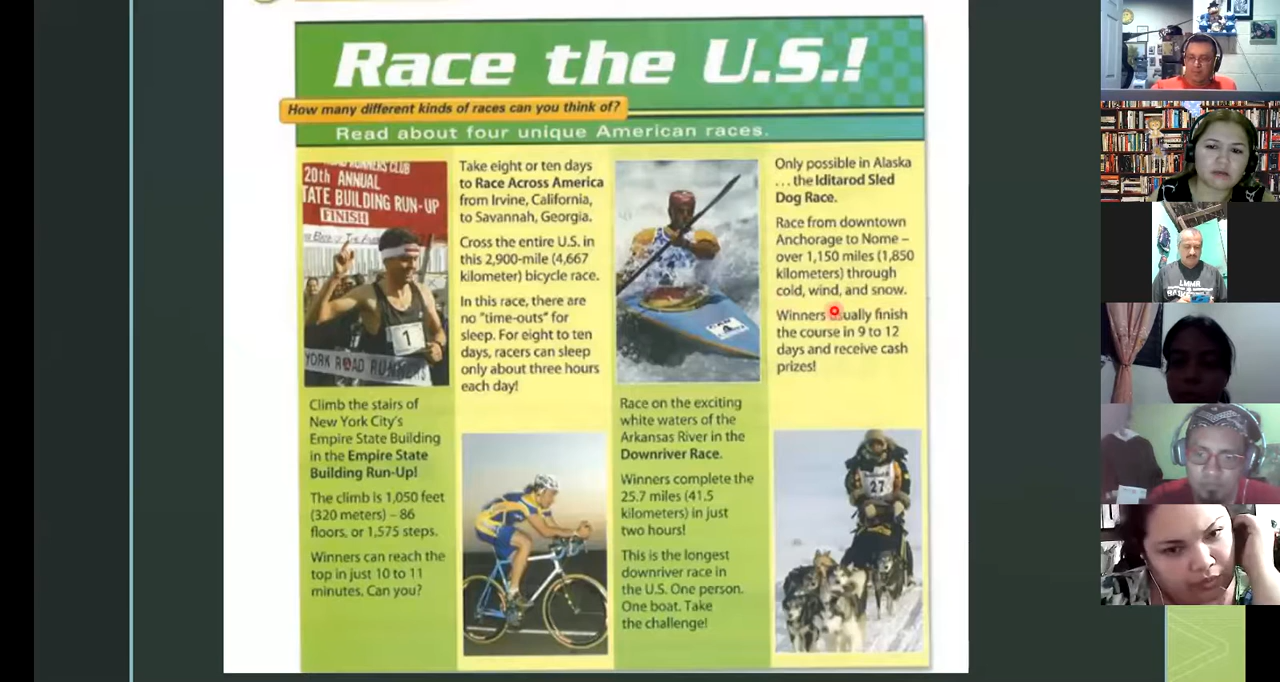 Race the U.S.!
How many different kinds of races can you think of?
Read about four unique American races.
20th ANNUAL
STATE BUILDING RUN-UP
FINISH
1
YORK ROAD RUNNERS
Climb the stairs of
New York City's
Empire State Building
in the Empire State
Building Run-Up!
The climb is 1,050 feet
(320 meters) – 86
floors, or 1,575 steps.
Winners can reach the
top in just 10 to 11
minutes. Can you?
Take eight or ten days
to Race Across America
from Irvine, California,
to Savannah, Georgia.
Cross the entire U.S. in
this 2,900-mile (4,667
kilometer) bicycle race.
In this race, there are
no "time-outs" for
sleep. For eight to ten
days, racers can sleep
only about three hours
each day!
Race on the exciting
white waters of the
Arkansas River in the
Downriver Race.
Winners complete the
25.7 miles (41.5
kilometers) in just
two hours!
This is the longest
downriver race in
the U.S. One person.
One boat. Take
the challenge!
Only possible in Alaska
. . . the Iditarod Sled
Dog Race.
Race from downtown
Anchorage to Nome –
over 1,150 miles (1,850
kilometers) through
cold, wind, and snow.
Winners usually finish
the course in 9 to 12
days and receive cash
prizes!
27
LMMR